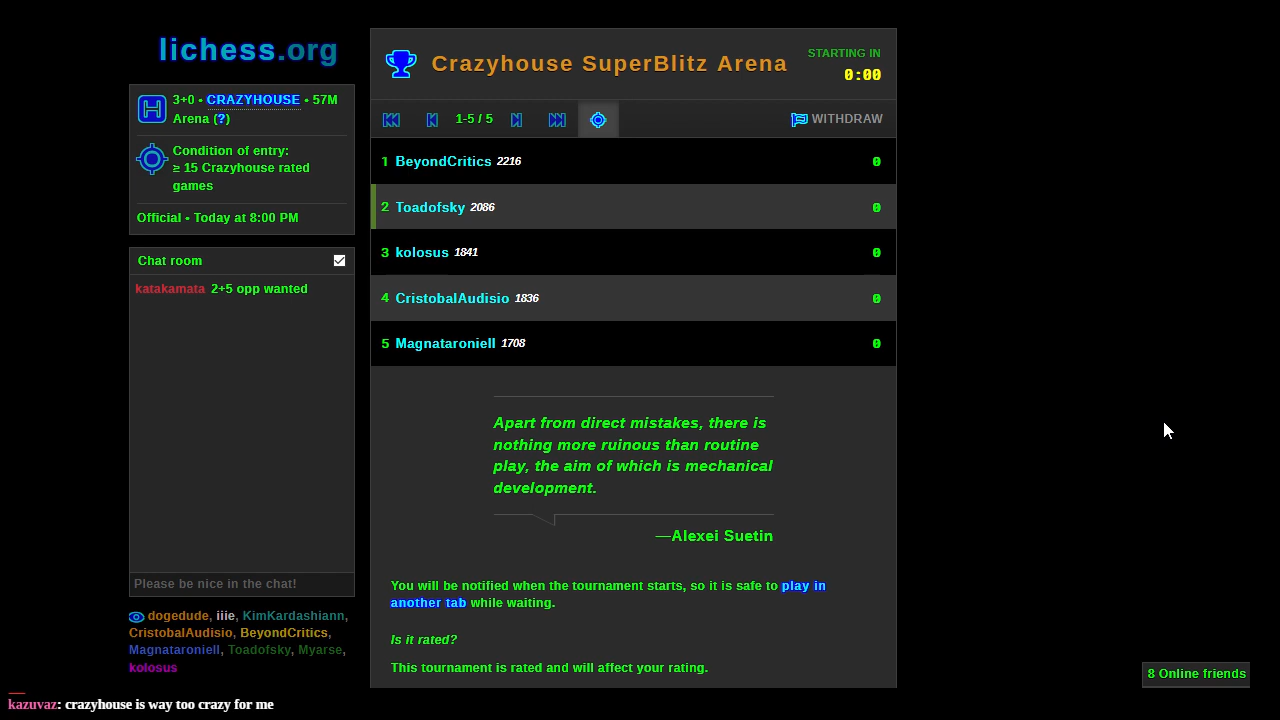 lichess.org
3+0 • CRAZYHOUSE • 57M
Arena (?)
Condition of entry:
≥ 15 Crazyhouse rated
games
Official • Today at 8:00 PM
Chat room
katakamata 2+5 opp wanted
Please be nice in the chat!
dogedude, iiie, KimKardashiann,
CristobalAudisio, BeyondCritics,
Magnataroniell, Toadofsky, Myarse,
kolosus
kazuvaz: crazyhouse is way too crazy for me
Crazyhouse SuperBlitz Arena
STARTING IN
0:00
1-5 / 5
WITHDRAW
1 BeyondCritics 2216 0
2 Toadofsky 2086 0
3 kolosus 1841 0
4 CristobalAudisio 1836 0
5 Magnataroniell 1708 0
Apart from direct mistakes, there is
nothing more ruinous than routine
play, the aim of which is mechanical
development.
—Alexei Suetin
You will be notified when the tournament starts, so it is safe to play in
another tab while waiting.
Is it rated?
This tournament is rated and will affect your rating.
8 Online friends